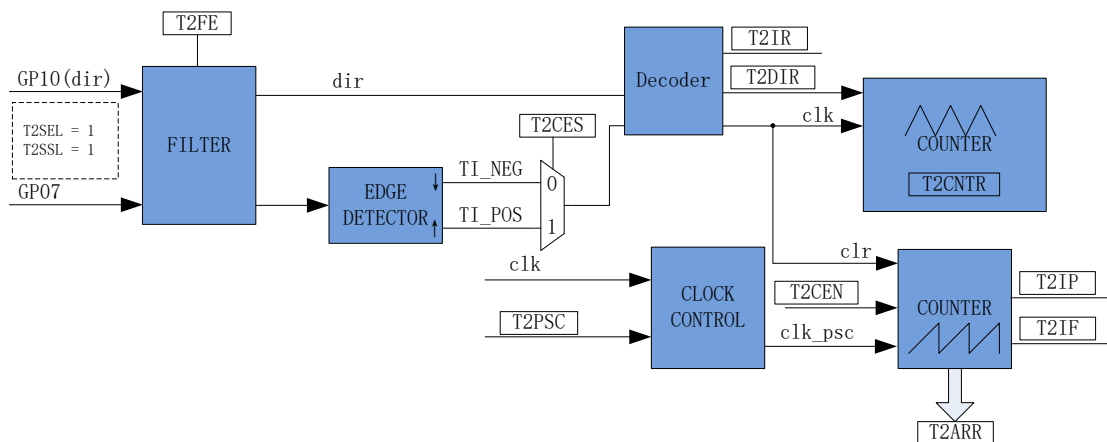 T2FE
T2IR
GP10(dir)
dir
Decoder
T2DIR
T2SEL = 1
T2SSL = 1
FILTER
T2CES
clk
COUNTER
T2CNTR
GP07
TI_NEG
0
EDGE
DETECTOR
TI_POS
1
clk
clr
CLOCK
CONTROL
T2PSC
T2CEN
clk_psc
COUNTER
T2IP
T2IF
T2ARR